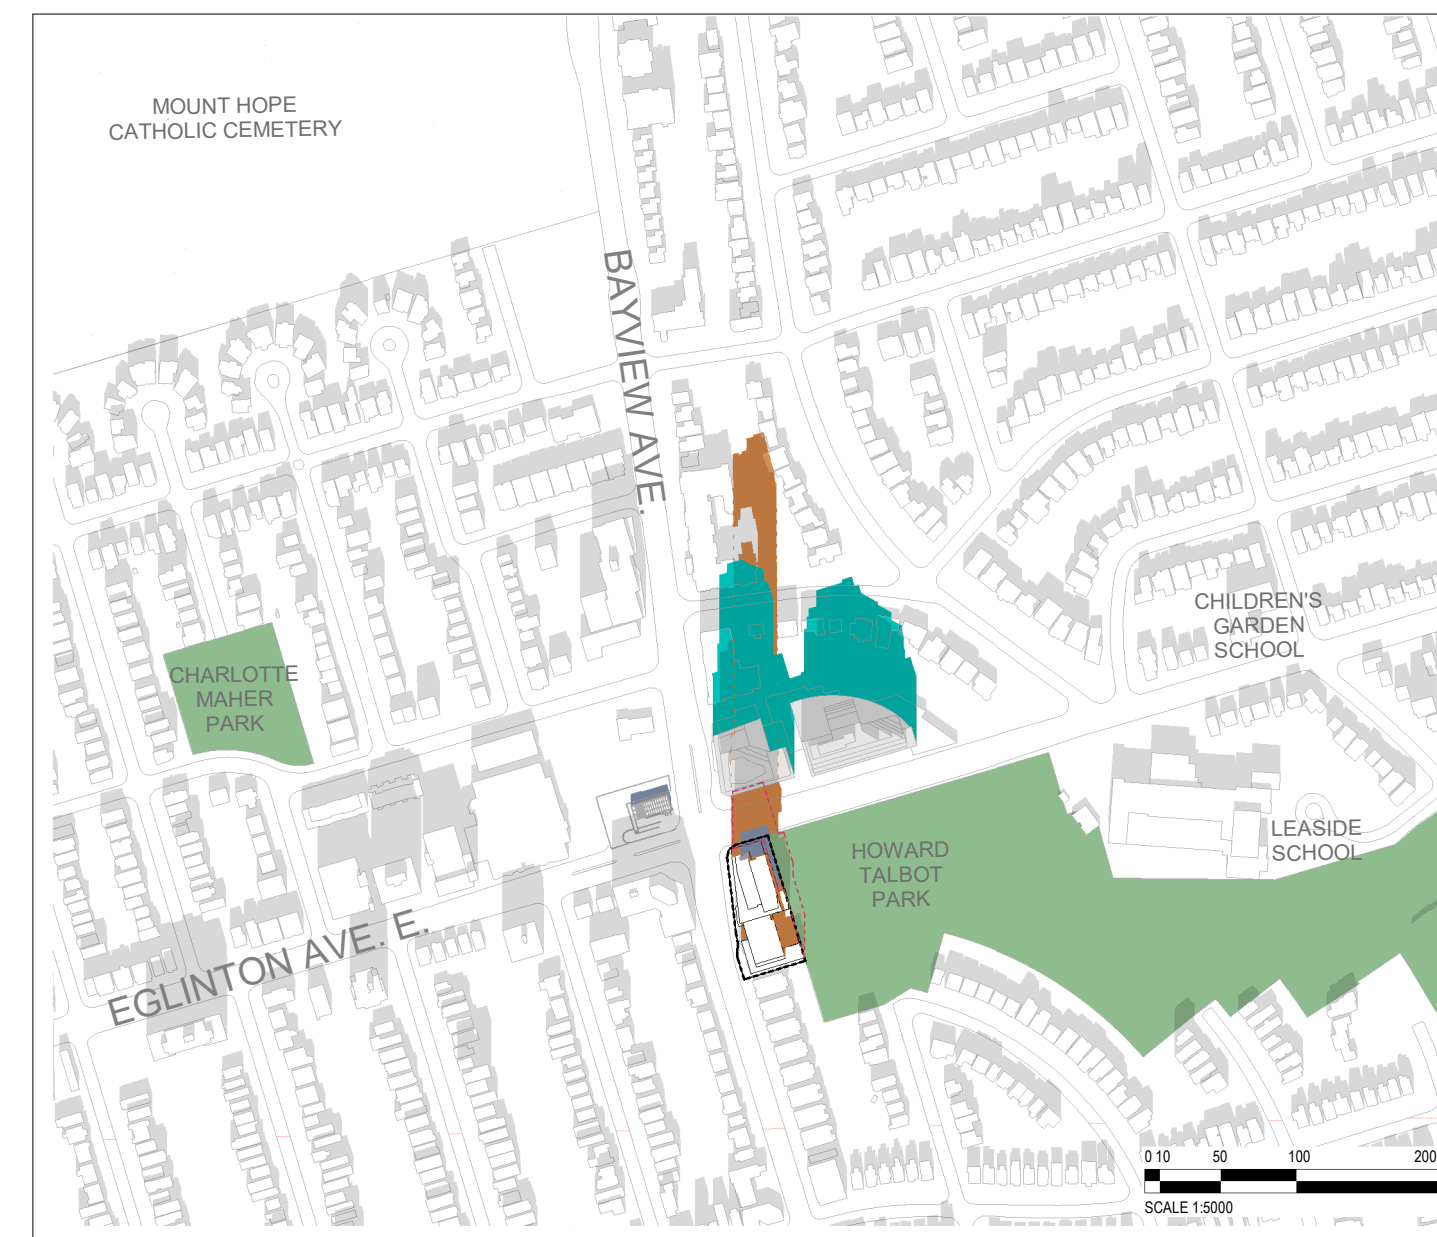 MOUNT HOPE
CATHOLIC CEMETERY
BAYVIEW AVE.
CHILDREN'S
GARDEN
SCHOOL
CHARLOTTE
MAHER
PARK
LEASIDE
SCHOOL
HOWARD
TALBOT
PARK
EGLINTON AVE. E.
0 10 50 100 200
SCALE 1:5000